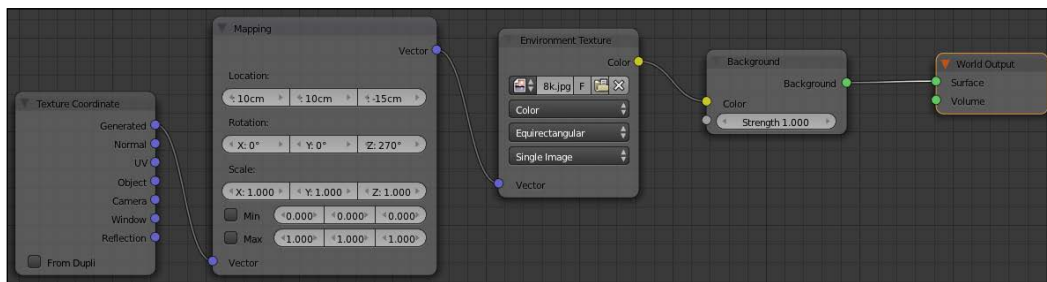 Texture Coordinate
Generated
Normal
UV
Object
Camera
Window
Reflection
From Dupli
Mapping
Vector
Location:
: 10cm : 10cm : -15cm
Rotation:
X: 0° Y: 0° Z: 270°
Scale:
X: 1.000 Y: 1.000 Z: 1.000
Min 0.000 0.000 0.000
Max 1.000 1.000 1.000
Vector
Environment Texture
Color
8k.jpg F
Color
Equirectangular
Single Image
Vector
Background
Background
Color
Strength 1.000
World Output
Surface
Volume